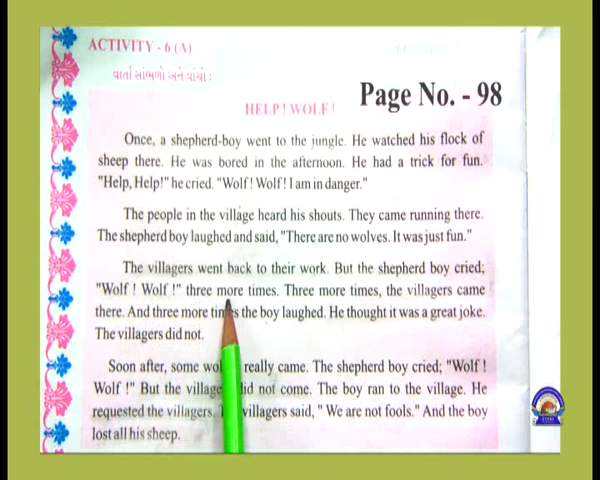 ACTIVITY - 6 (A)
વાર્તા સાંભળો અને વાંચો :
Page No. - 98
HELP! WOLF!
Once, a shepherd-boy went to the jungle. He watched his flock of
sheep there. He was bored in the afternoon. He had a trick for fun.
"Help, Help!" he cried. "Wolf! Wolf! I am in danger."
The people in the village heard his shouts. They came running there.
The shepherd boy laughed and said, "There are no wolves. It was just fun."
The villagers went back to their work. But the shepherd boy cried;
"Wolf ! Wolf !" three more times. Three more times, the villagers came
there. And three more times the boy laughed. He thought it was a great joke.
The villagers did not.
Soon after, some really came. The shepherd boy cried; "Wolf !
Wolf !" But the did not come. The boy ran to the village. He
requested the villagers. villagers said, " We are not fools." And the boy
lost all his sheep.